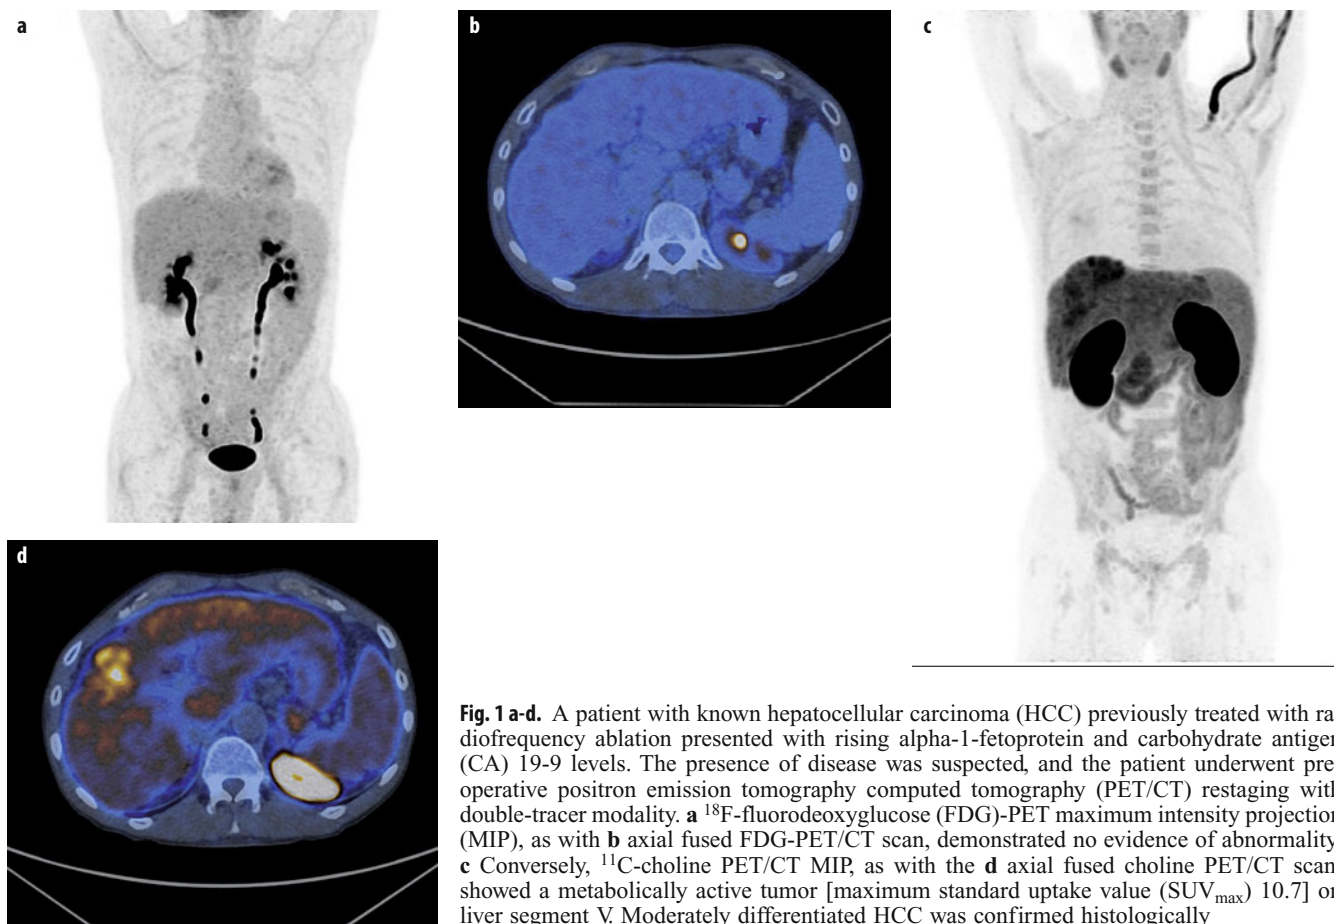 a
b
c
d
Fig. 1 a-d. A patient with known hepatocellular carcinoma (HCC) previously treated with ra
diofrequency ablation presented with rising alpha-1-fetoprotein and carbohydrate antigen
(CA) 19-9 levels. The presence of disease was suspected, and the patient underwent pre
operative positron emission tomography computed tomography (PET/CT) restaging with
double-tracer modality. a ¹⁸F-fluorodeoxyglucose (FDG)-PET maximum intensity projection
(MIP), as with b axial fused FDG-PET/CT scan, demonstrated no evidence of abnormality
c Conversely, ¹¹C-choline PET/CT MIP, as with the d axial fused choline PET/CT scan
showed a metabolically active tumor [maximum standard uptake value (SUVmax) 10.7] on
liver segment V. Moderately differentiated HCC was confirmed histologically